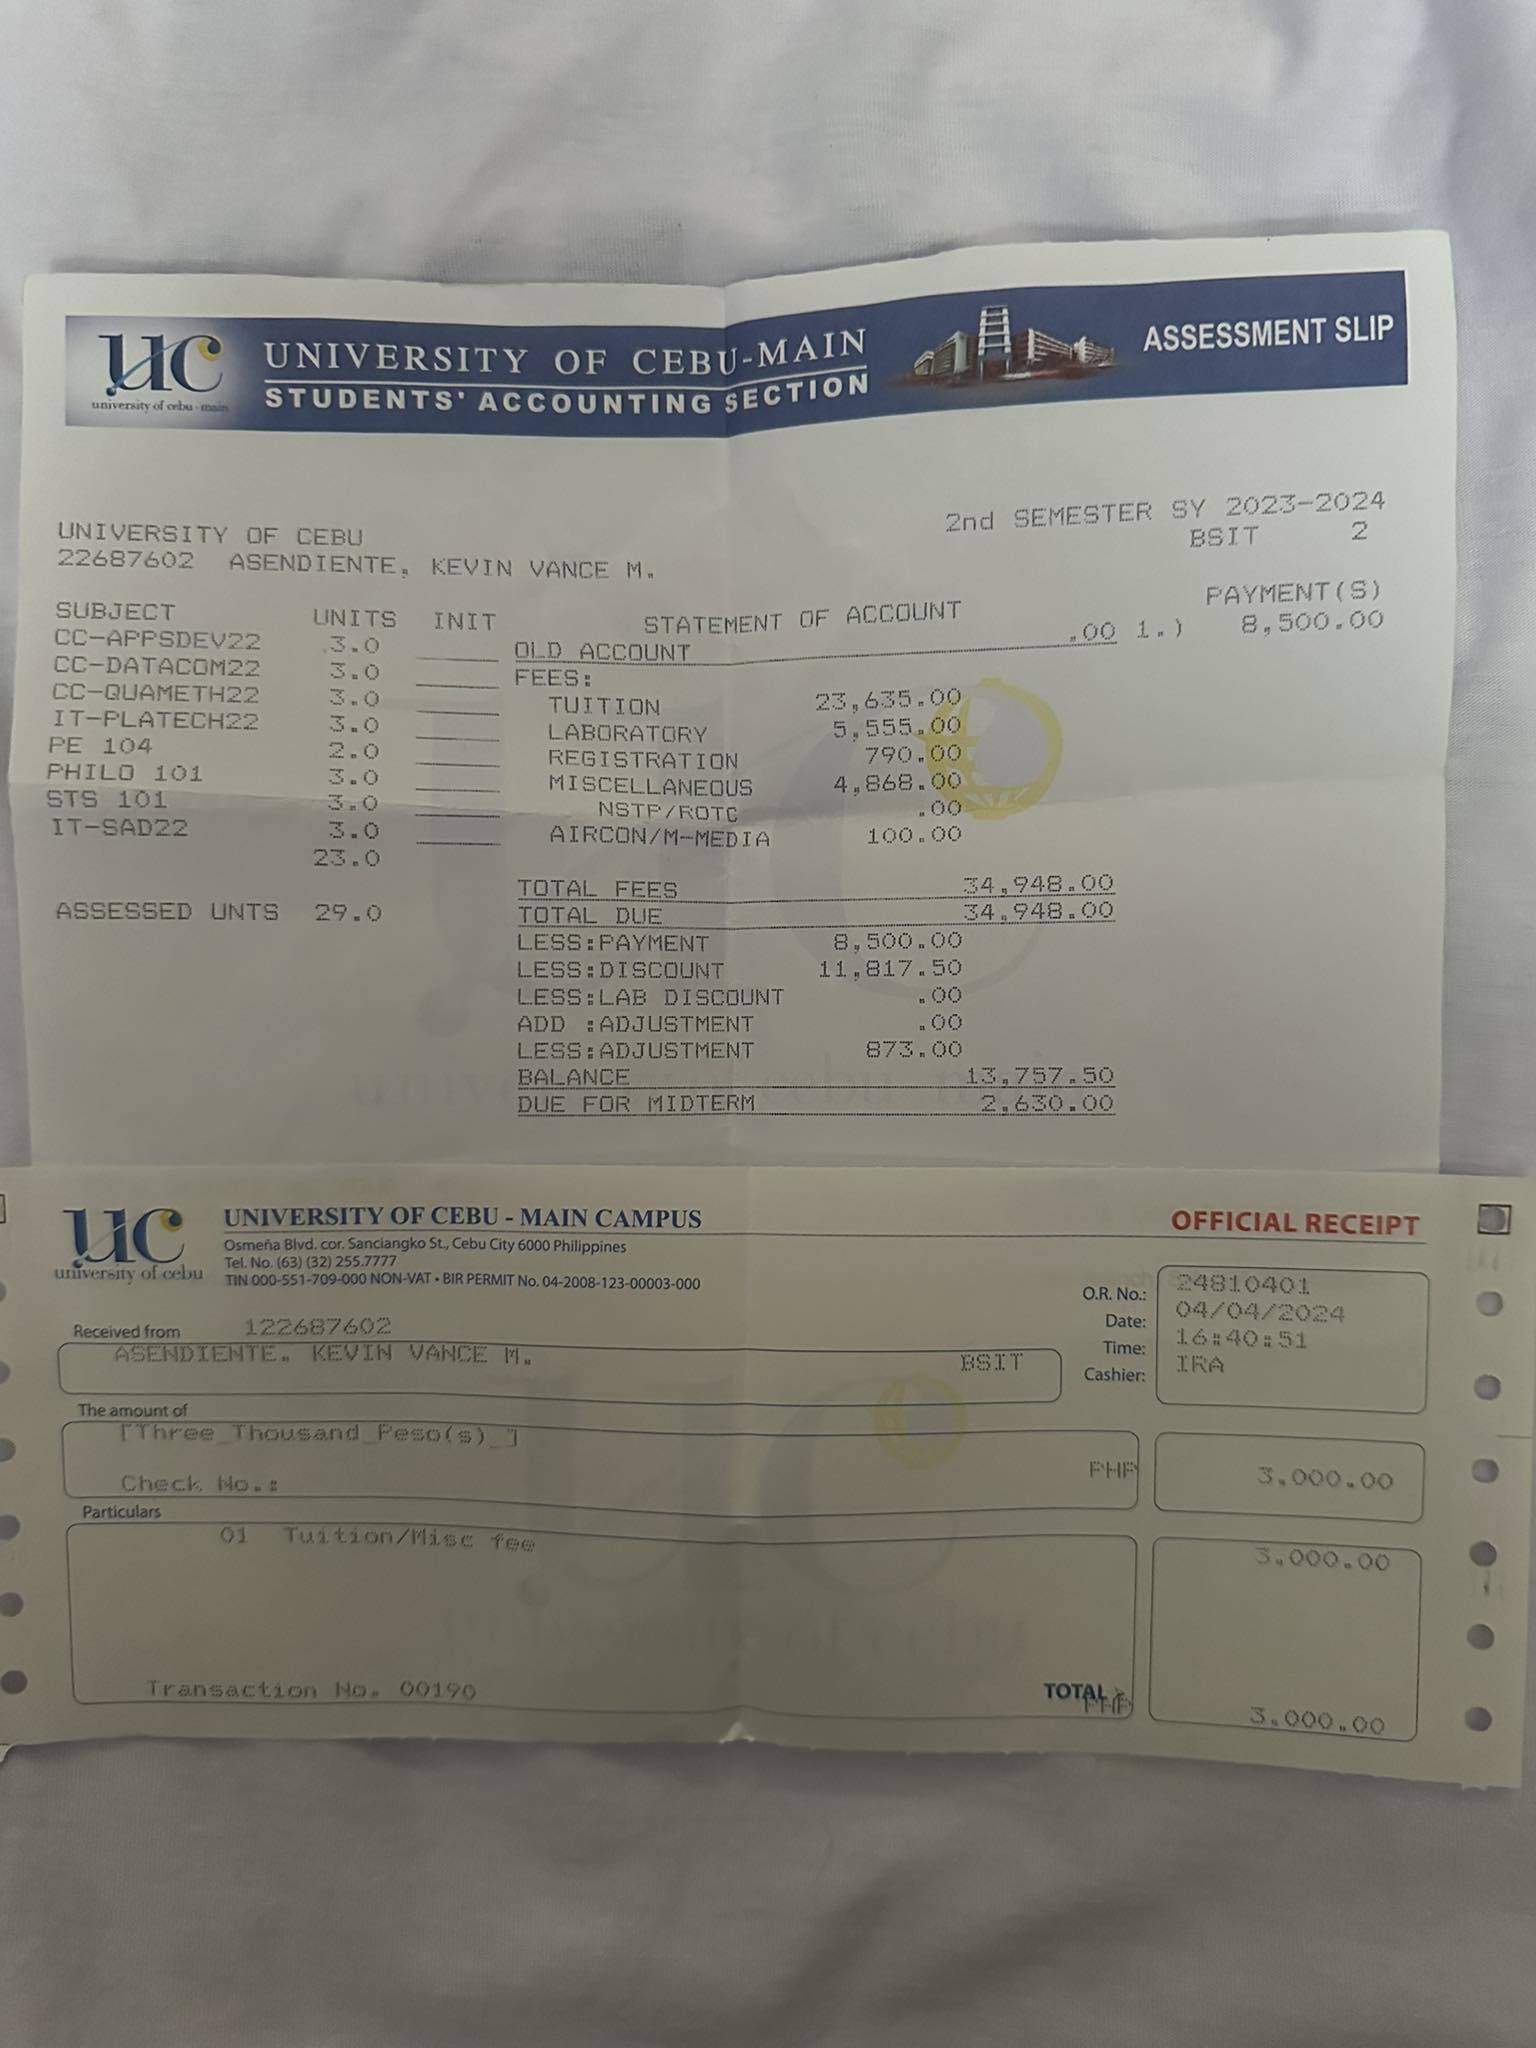 uc
university of cebu - main
UNIVERSITY OF CEBU-MAIN
STUDENTS' ACCOUNTING SECTION
ASSESSMENT SLIP
UNIVERSITY OF CEBU 2nd SEMESTER SY 2023-2024
22687602 ASENDIENTE, KEVIN VANCE M. BSIT 2
SUBJECT UNITS INIT STATEMENT OF ACCOUNT PAYMENT(S)
CC-APPSDEV22 3.0 OLD ACCOUNT .00 1.) 8,500.00
CC-DATACOM22 3.0 FEES:
CC-QUAMETH22 3.0 TUITION 23,635.00
IT-PLATECH22 3.0 LABORATORY 5,555.00
PE 104 2.0 REGISTRATION 790.00
PHILO 101 3.0 MISCELLANEOUS 4,868.00
STS 101 3.0 NSTP/ROTC .00
IT-SAD22 3.0 AIRCON/M-MEDIA 100.00
23.0
TOTAL FEES 34,948.00
ASSESSED UNTS 29.0 TOTAL DUE 34,948.00
LESS:PAYMENT 8,500.00
LESS:DISCOUNT 11,817.50
LESS:LAB DISCOUNT .00
ADD :ADJUSTMENT .00
LESS:ADJUSTMENT 873.00
BALANCE 13,757.50
DUE FOR MIDTERM 2,630.00
uc
university of cebu
UNIVERSITY OF CEBU - MAIN CAMPUS
Osmeña Blvd. cor. Sanciangko St., Cebu City 6000 Philippines
Tel. No. (63) (32) 255.7777
TIN 000-551-709-000 NON-VAT • BIR PERMIT No. 04-2008-123-00003-000
OFFICIAL RECEIPT
O.R. No.: 24810401
Date: 04/04/2024
Time: 16:40:51
Cashier: IRA
Received from 122687602
ASENDIENTE, KEVIN VANCE M. BSIT
The amount of
[Three_Thousand_Peso(s)_]
Check No.: PHP 3,000.00
Particulars
01 Tuition/Misc fee 3,000.00
Transaction No. 00190 TOTAL PHP 3,000.00